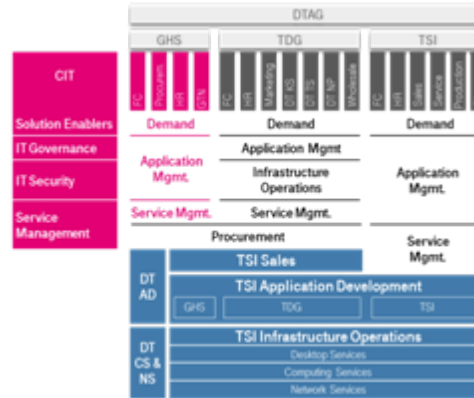 DTAG
GHS TDG TSI
CIT
FC Procurem. HR GTN
FC HR Marketing DT KS DT TS DT NP Wholesale
FC HR Sales Service Production
Solution Enablers Demand Demand Demand
IT Governance Application Mgmt. Application Mgmt
IT Security Infrastructure Operations Application Mgmt.
Service Management Service Mgmt. Service Mgmt.
Procurement Service Mgmt.
DT AD
TSI Sales
TSI Application Development
GHS TDG TSI
DT CS & NS
TSI Infrastructure Operations
Desktop Services
Computing Services
Network Services